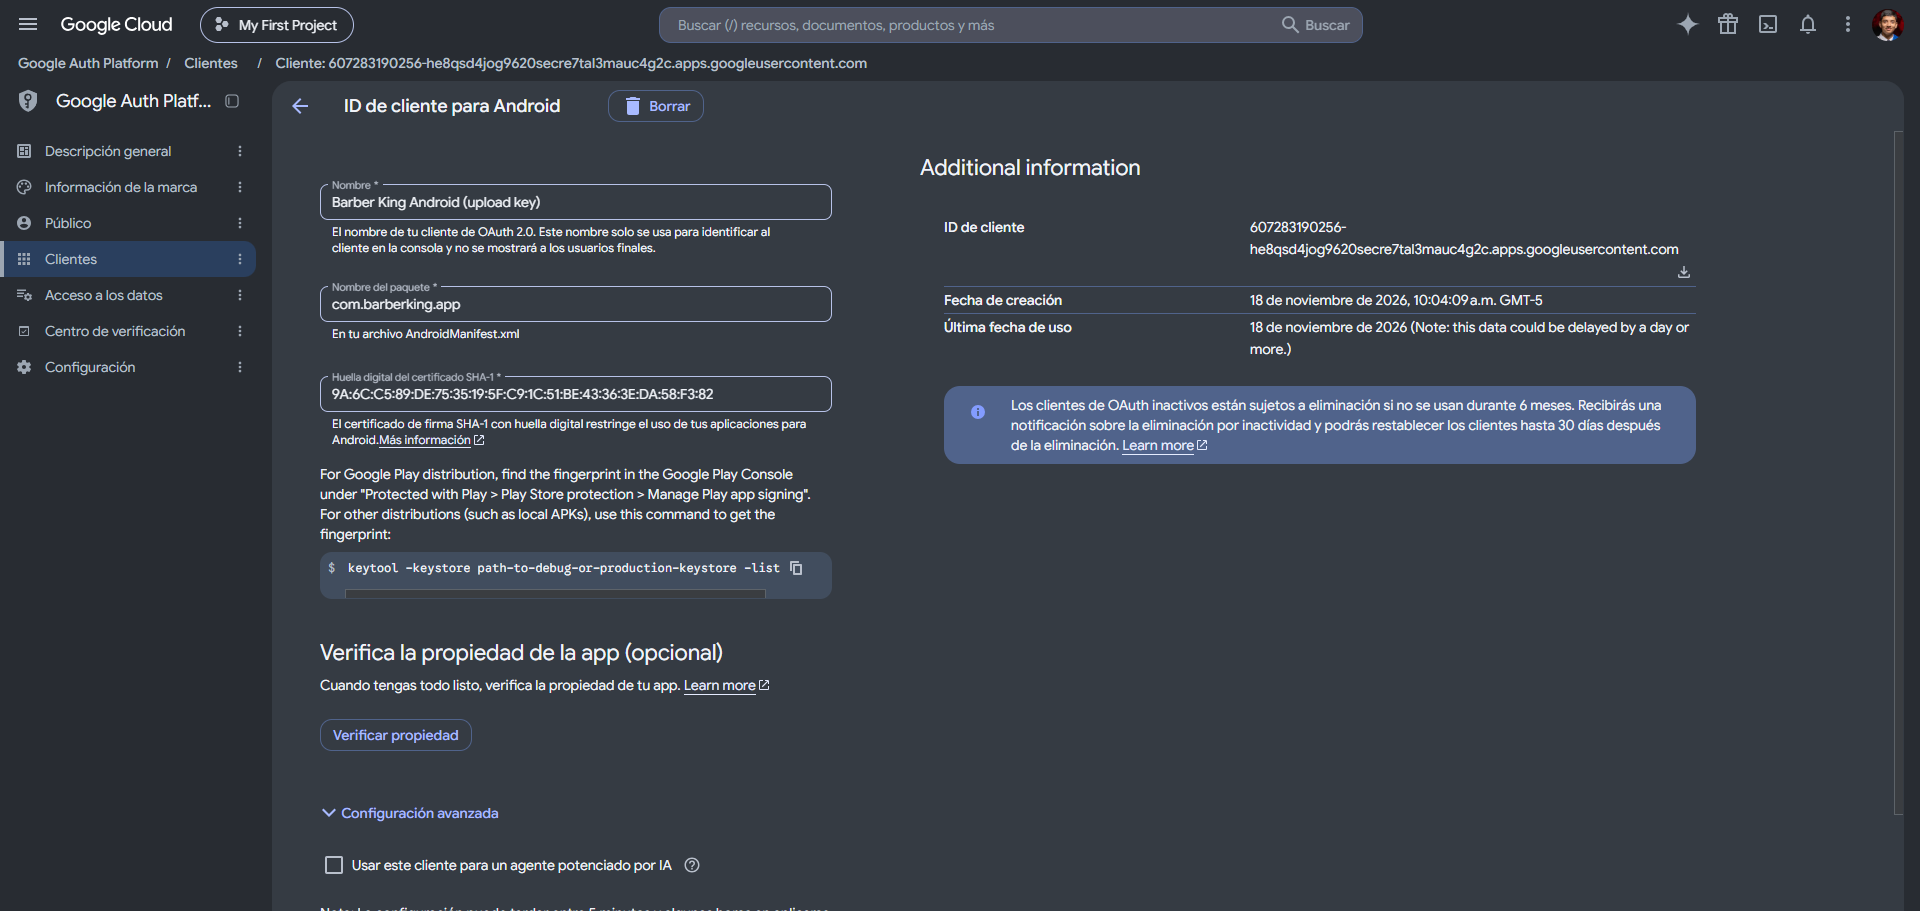 Google Cloud
My First Project
Buscar (/) recursos, documentos, productos y más
Buscar
Google Auth Platform / Clientes / Cliente: 607283190256-he8qsd4jog9620secre7tal3mauc4g2c.apps.googleusercontent.com
Google Auth Platf...
Descripción general
Información de la marca
Público
Clientes
Acceso a los datos
Centro de verificación
Configuración
ID de cliente para Android
Borrar
Nombre *
Barber King Android (upload key)
El nombre de tu cliente de OAuth 2.0. Este nombre solo se usa para identificar al
cliente en la consola y no se mostrará a los usuarios finales.
Nombre del paquete *
com.barberking.app
En tu archivo AndroidManifest.xml
Huella digital del certificado SHA-1 *
9A:6C:C5:89:DE:75:35:19:5F:C9:1C:51:BE:43:36:3E:DA:58:F3:82
El certificado de firma SHA-1 con huella digital restringe el uso de tus aplicaciones para
Android.Más información
For Google Play distribution, find the fingerprint in the Google Play Console
under "Protected with Play > Play Store protection > Manage Play app signing".
For other distributions (such as local APKs), use this command to get the
fingerprint:
$ keytool -keystore path-to-debug-or-production-keystore -list
Verifica la propiedad de la app (opcional)
Cuando tengas todo listo, verifica la propiedad de tu app. Learn more
Verificar propiedad
Configuración avanzada
Usar este cliente para un agente potenciado por IA
Additional information
ID de cliente
607283190256-
he8qsd4jog9620secre7tal3mauc4g2c.apps.googleusercontent.com
Fecha de creación
18 de noviembre de 2026, 10:04:09 a.m. GMT-5
Última fecha de uso
18 de noviembre de 2026 (Note: this data could be delayed by a day or
more.)
Los clientes de OAuth inactivos están sujetos a eliminación si no se usan durante 6 meses. Recibirás una
notificación sobre la eliminación por inactividad y podrás restablecer los clientes hasta 30 días después
de la eliminación. Learn more